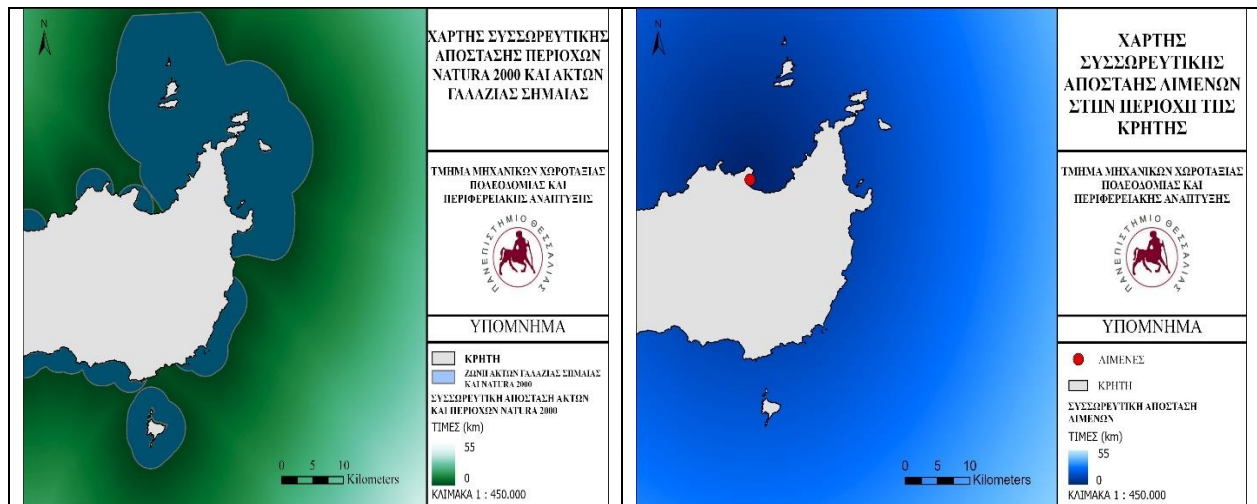 N
ΧΑΡΤΗΣ ΣΥΣΣΩΡΕΥΤΙΚΗΣ
ΑΠΟΣΤΑΣΗΣ ΠΕΡΙΟΧΩΝ
NATURA 2000 ΚΑΙ ΑΚΤΩΝ
ΓΑΛΑΖΙΑΣ ΣΗΜΑΙΑΣ
ΤΜΗΜΑ ΜΗΧΑΝΙΚΩΝ ΧΩΡΟΤΑΞΙΑΣ
ΠΟΛΕΟΔΟΜΙΑΣ ΚΑΙ
ΠΕΡΙΦΕΡΕΙΑΚΗΣ ΑΝΑΠΤΥΞΗΣ
ΠΑΝΕΠΙΣΤΗΜΙΟ ΘΕΣΣΑΛΙΑΣ
ΥΠΟΜΝΗΜΑ
ΚΡΗΤΗ
ΖΩΝΗ ΑΚΤΩΝ ΓΑΛΑΖΙΑΣ ΣΗΜΑΙΑΣ
ΚΑΙ NATURA 2000
ΣΥΣΣΩΡΕΥΤΙΚΗ ΑΠΟΣΤΑΣΗ ΑΚΤΩΝ
ΚΑΙ ΠΕΡΙΟΧΩΝ NATURA 2000
ΤΙΜΕΣ (km)
55
0
ΚΛΙΜΑΚΑ 1 : 450.000
0 5 10
Kilometers
N
ΧΑΡΤΗΣ
ΣΥΣΣΩΡΕΥΤΙΚΗΣ
ΑΠΟΣΤΑΗΣ ΛΙΜΕΝΩΝ
ΣΤΗΝ ΠΕΡΙΟΧΗ ΤΗΣ
ΚΡΗΤΗΣ
ΤΜΗΜΑ ΜΗΧΑΝΙΚΩΝ ΧΩΡΟΤΑΞΙΑΣ
ΠΟΛΕΟΔΟΜΙΑΣ ΚΑΙ
ΠΕΡΙΦΕΡΕΙΑΚΗΣ ΑΝΑΠΤΥΞΗΣ
ΠΑΝΕΠΙΣΤΗΜΙΟ ΘΕΣΣΑΛΙΑΣ
ΥΠΟΜΝΗΜΑ
ΛΙΜΕΝΕΣ
ΚΡΗΤΗ
ΣΥΣΣΩΡΕΥΤΙΚΗ ΑΠΟΣΤΑΣΗ
ΛΙΜΕΝΩΝ
ΤΙΜΕΣ (km)
55
0
ΚΛΙΜΑΚΑ 1 : 450.000
0 5 10
Kilometers